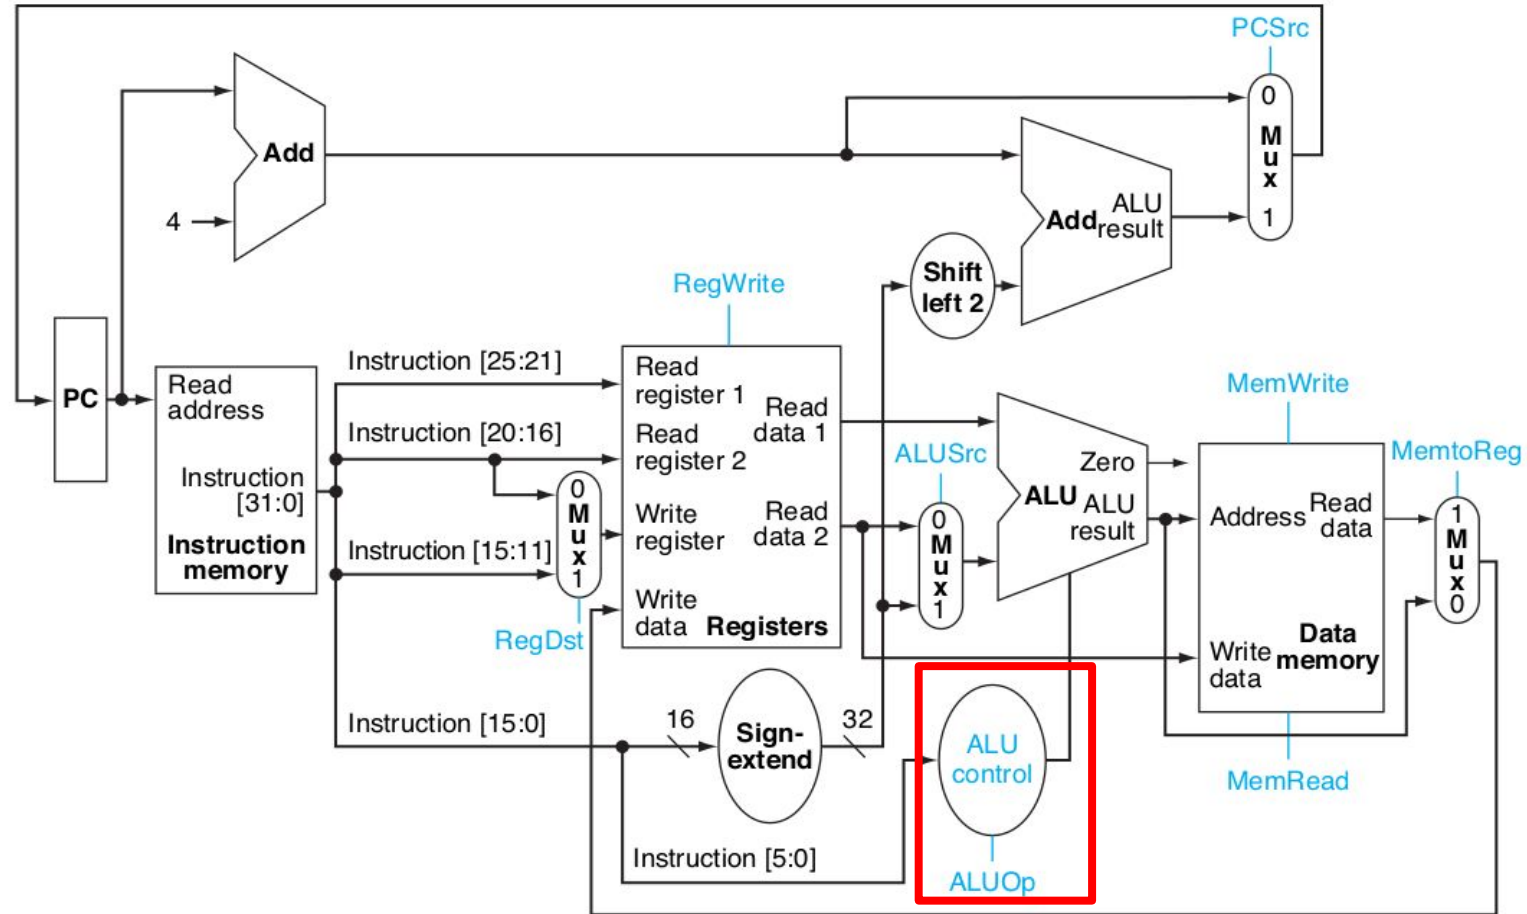 PCSrc
0
M
u
x
1
Add
4
Add
ALU
result
Shift
left 2
RegWrite
PC
Read
address
Instruction
[31:0]
Instruction
memory
Instruction [25:21]
Instruction [20:16]
Instruction [15:11]
0
M
u
x
1
RegDst
Read
register 1
Read
register 2
Write
register
Write
data
Registers
Read
data 1
Read
data 2
ALUSrc
0
M
u
x
1
Zero
ALU
ALU
result
MemWrite
Address
Read
data
Write
data
Data
memory
MemRead
MemtoReg
1
M
u
x
0
Instruction [15:0]
16
Sign-
extend
32
Instruction [5:0]
ALU
control
ALUOp